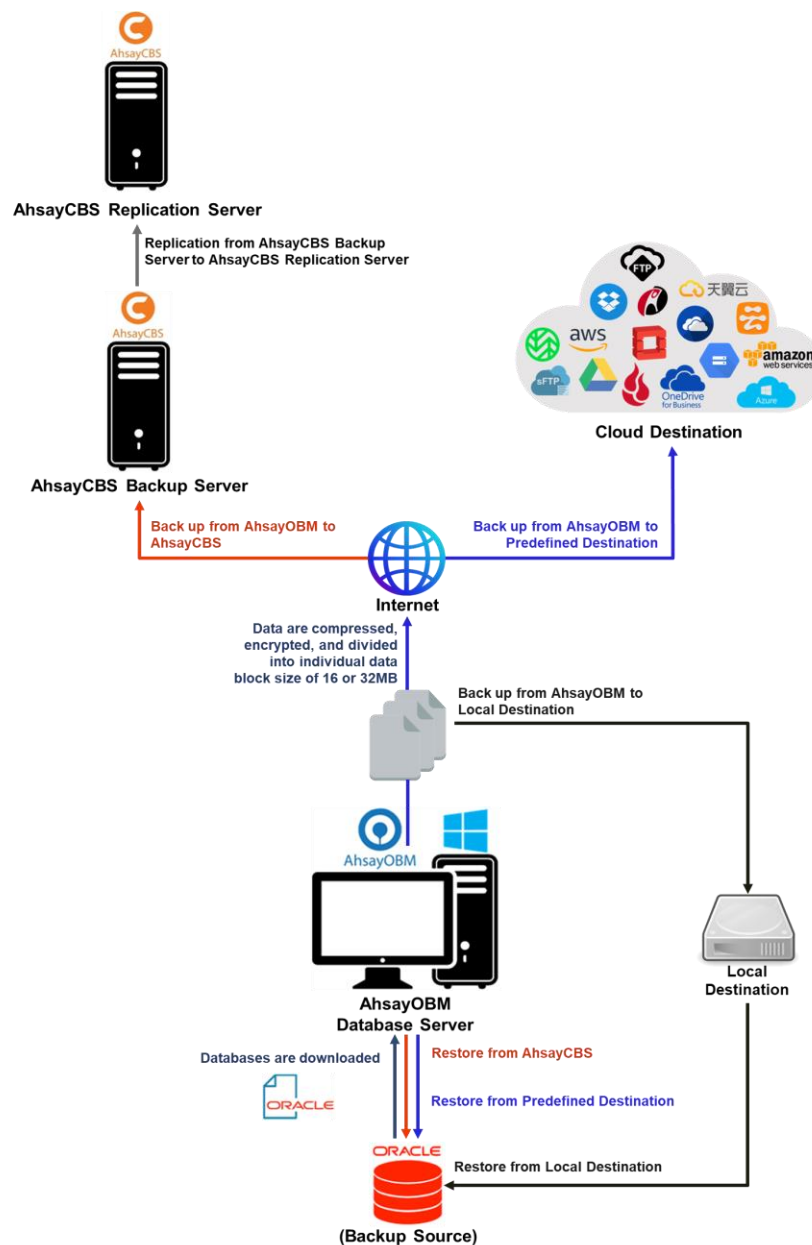 AhsayCBS
AhsayCBS Replication Server
Replication from AhsayCBS Backup
Server to AhsayCBS Replication Server
AhsayCBS
AhsayCBS Backup Server
FTP
天翼云
aws
amazon
web services
sFTP
OneDrive
for Business
Azure
Cloud Destination
Back up from AhsayOBM to
AhsayCBS
Back up from AhsayOBM to
Predefined Destination
Internet
Data are compressed,
encrypted, and divided
into individual data
block size of 16 or 32MB
Back up from AhsayOBM to
Local Destination
AhsayOBM
Local
Destination
AhsayOBM
Database Server
Databases are downloaded
ORACLE
Restore from AhsayCBS
Restore from Predefined Destination
ORACLE
Restore from Local Destination
(Backup Source)